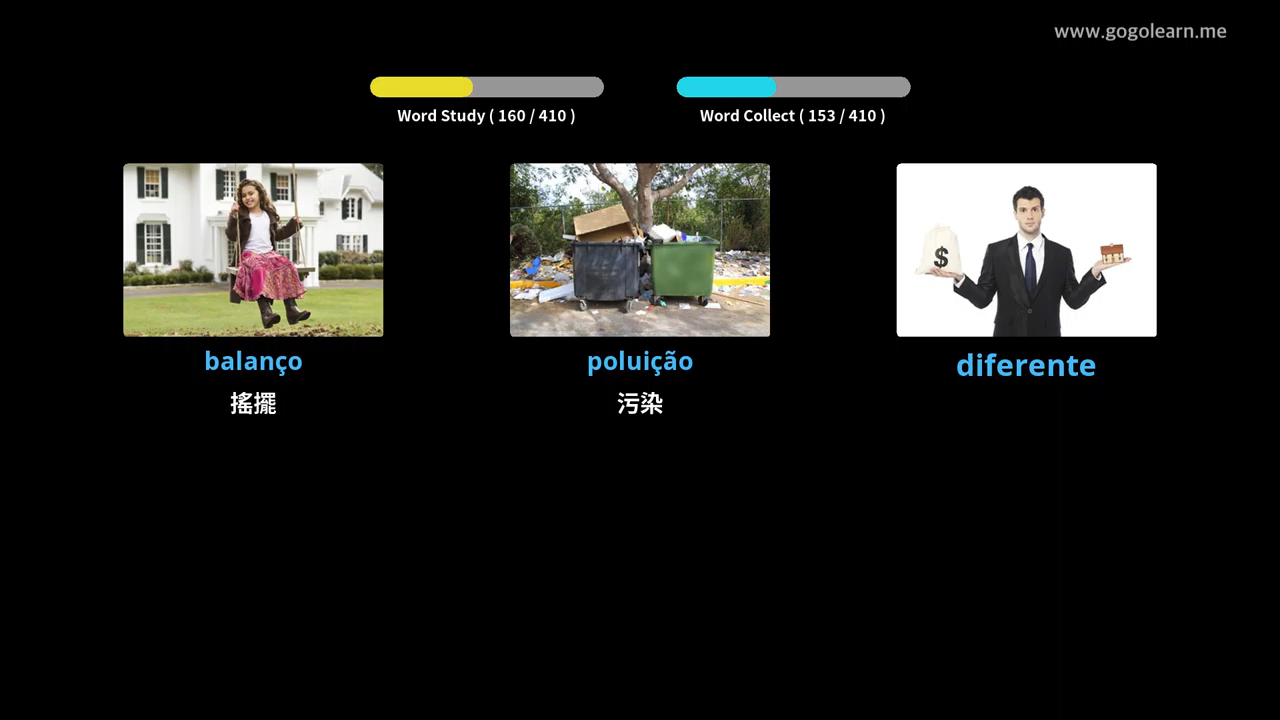 www.gogolearn.me
Word Study ( 160 / 410 )
Word Collect ( 153 / 410 )
balanço
搖擺
poluição
污染
diferente
$